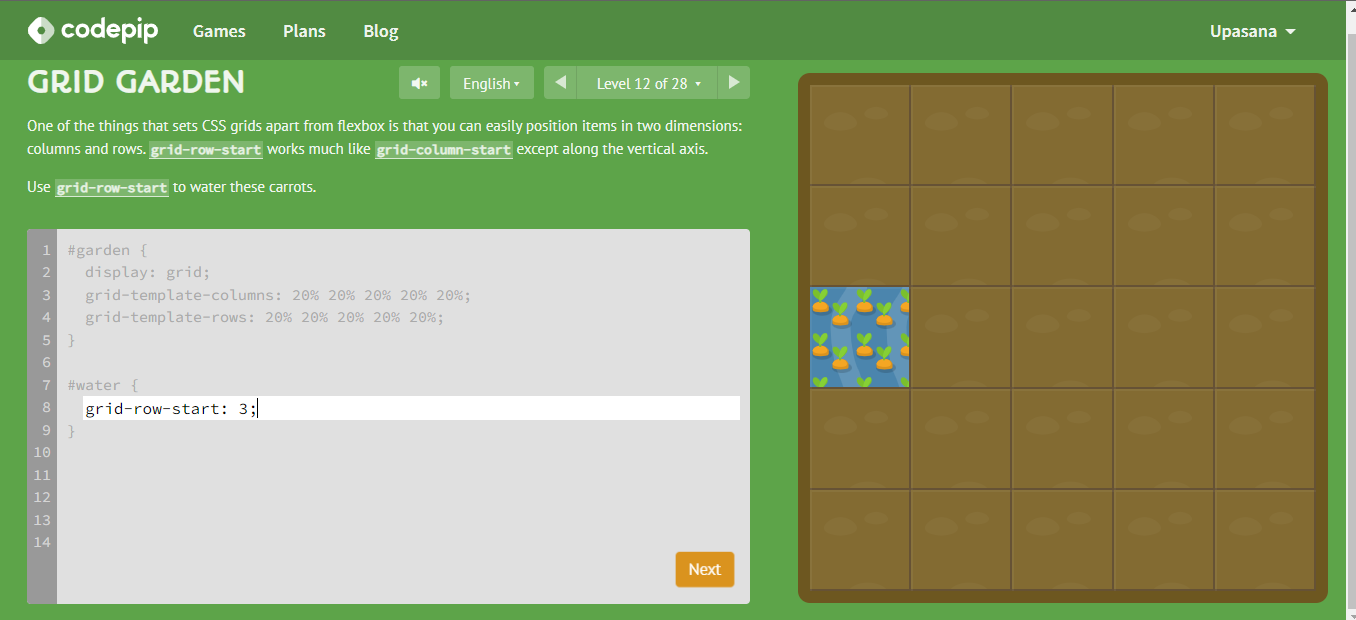 codepip Games Plans Blog Upasana
GRID GARDEN English Level 12 of 28
One of the things that sets CSS grids apart from flexbox is that you can easily position items in two dimensions:
columns and rows. grid-row-start works much like grid-column-start except along the vertical axis.
Use grid-row-start to water these carrots.
1 #garden {
2 display: grid;
3 grid-template-columns: 20% 20% 20% 20% 20%;
4 grid-template-rows: 20% 20% 20% 20% 20%;
5 }
6
7 #water {
8 grid-row-start: 3;
9 }
10
11
12
13
14
Next